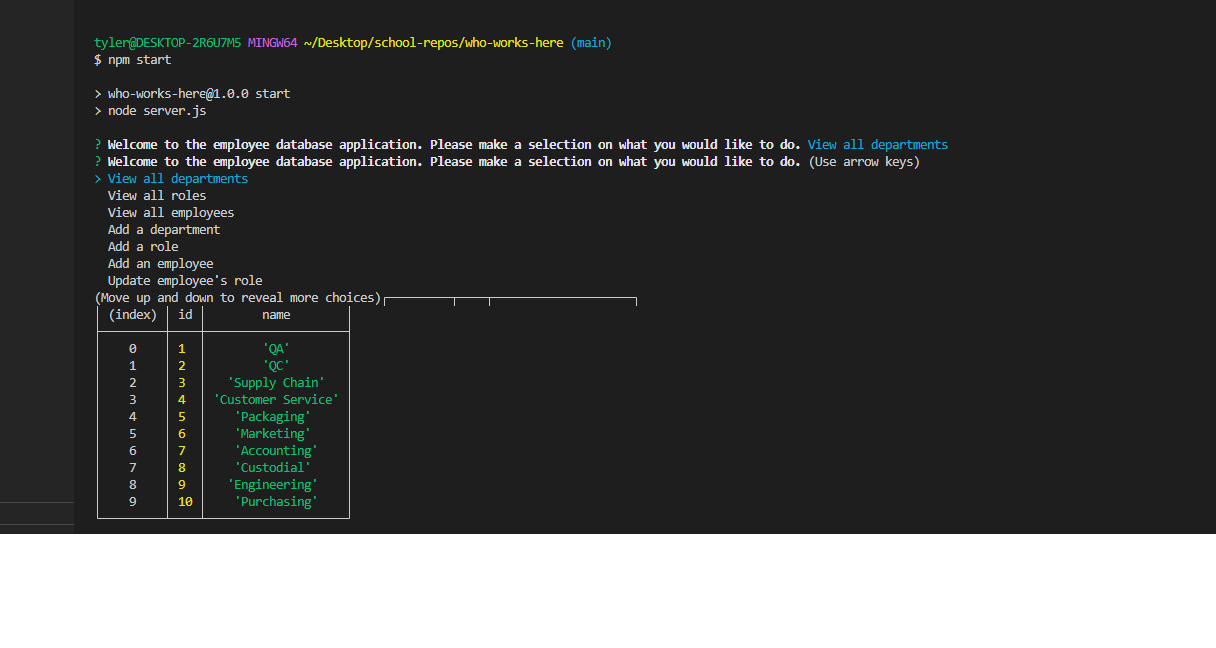 tyler@DESKTOP-2R6U7M5 MINGW64 ~/Desktop/school-repos/who-works-here (main)
$ npm start
> who-works-here@1.0.0 start
> node server.js
? Welcome to the employee database application. Please make a selection on what you would like to do. View all departments
? Welcome to the employee database application. Please make a selection on what you would like to do. (Use arrow keys)
> View all departments
View all roles
View all employees
Add a department
Add a role
Add an employee
Update employee's role
(Move up and down to reveal more choices)
(index) id name
0 1 'QA'
1 2 'QC'
2 3 'Supply Chain'
3 4 'Customer Service'
4 5 'Packaging'
5 6 'Marketing'
6 7 'Accounting'
7 8 'Custodial'
8 9 'Engineering'
9 10 'Purchasing'